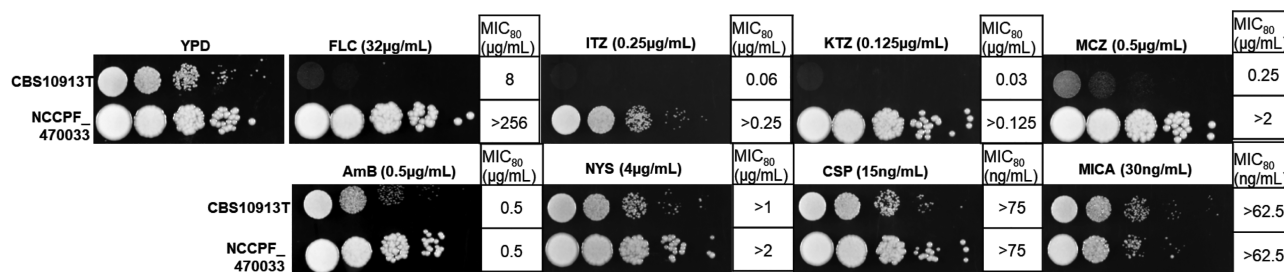 YPD
FLC (32µg/mL)
MIC80
(µg/mL)
ITZ (0.25µg/mL)
MIC80
(µg/mL)
KTZ (0.125µg/mL)
MIC80
(µg/mL)
MCZ (0.5µg/mL)
MIC80
(µg/mL)
CBS10913T
8
0.06
0.03
0.25
NCCPF_
470033
>256
>0.25
>0.125
>2
AmB (0.5µg/mL)
MIC80
(µg/mL)
NYS (4µg/mL)
MIC80
(µg/mL)
CSP (15ng/mL)
MIC80
(ng/mL)
MICA (30ng/mL)
MIC80
(ng/mL)
CBS10913T
0.5
>1
>75
>62.5
NCCPF_
470033
0.5
>2
>75
>62.5